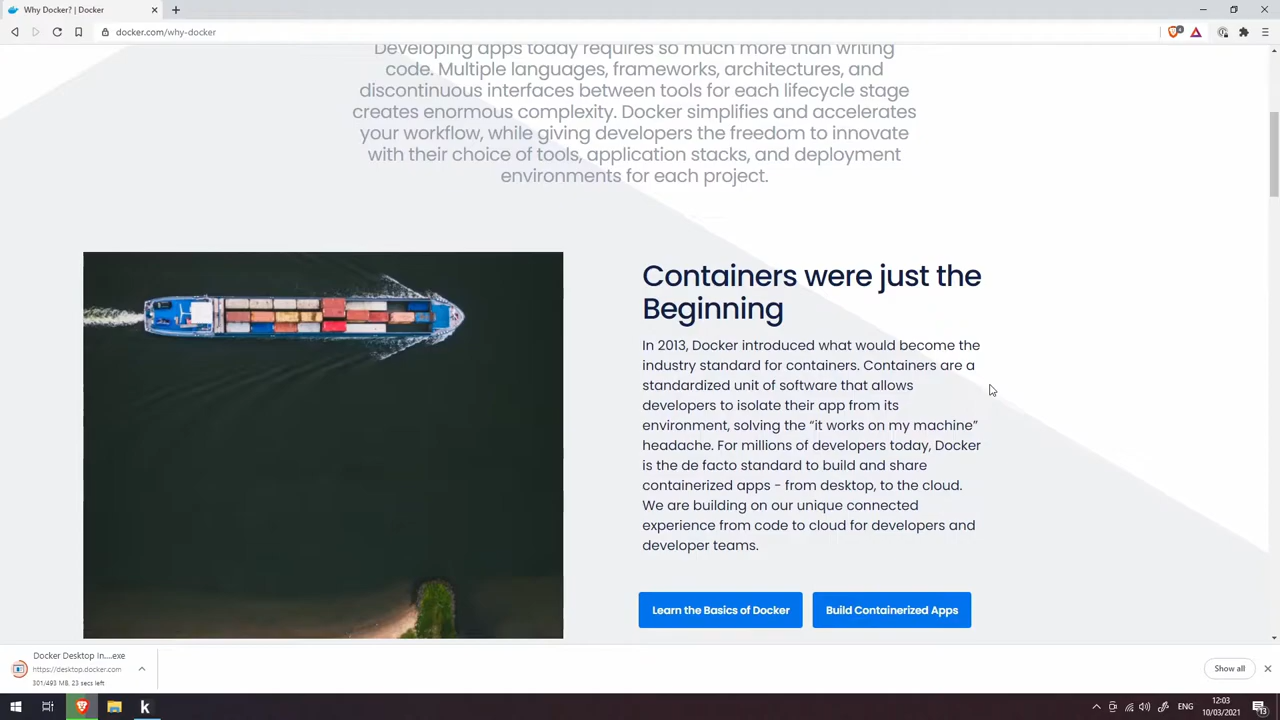 Why Docker? | Docker
docker.com/why-docker
Developing apps today requires so much more than writing
code. Multiple languages, frameworks, architectures, and
discontinuous interfaces between tools for each lifecycle stage
creates enormous complexity. Docker simplifies and accelerates
your workflow, while giving developers the freedom to innovate
with their choice of tools, application stacks, and deployment
environments for each project.
Containers were just the
Beginning
In 2013, Docker introduced what would become the
industry standard for containers. Containers are a
standardized unit of software that allows
developers to isolate their app from its
environment, solving the “it works on my machine”
headache. For millions of developers today, Docker
is the de facto standard to build and share
containerized apps - from desktop, to the cloud.
We are building on our unique connected
experience from code to cloud for developers and
developer teams.
Learn the Basics of Docker
Build Containerized Apps
Docker Desktop In....exe
https://desktop.docker.com
301/493 MB, 23 secs left
Show all
k
ENG
12:03
10/03/2021
13